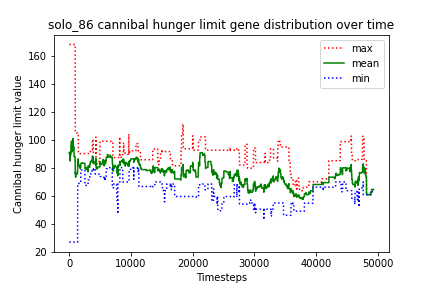 solo_86 cannibal hunger limit gene distribution over time
max
mean
min
Cannibal hunger limit value
160
140
120
100
80
60
40
20
0
10000
20000
30000
40000
50000
Timesteps